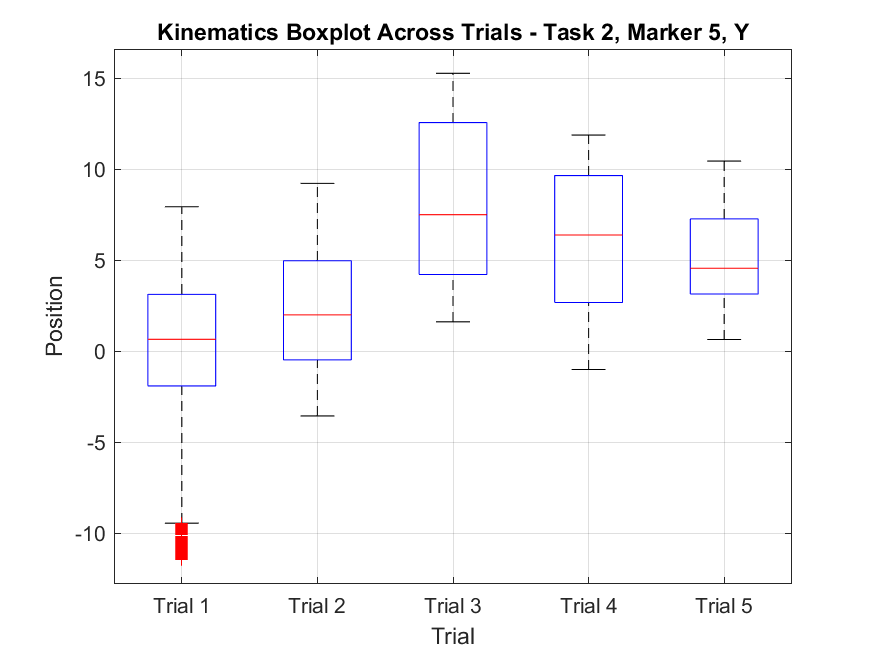 Kinematics Boxplot Across Trials - Task 2, Marker 5, Y
15
10
5
0
-5
-10
Position
Trial 1 Trial 2 Trial 3 Trial 4 Trial 5
Trial